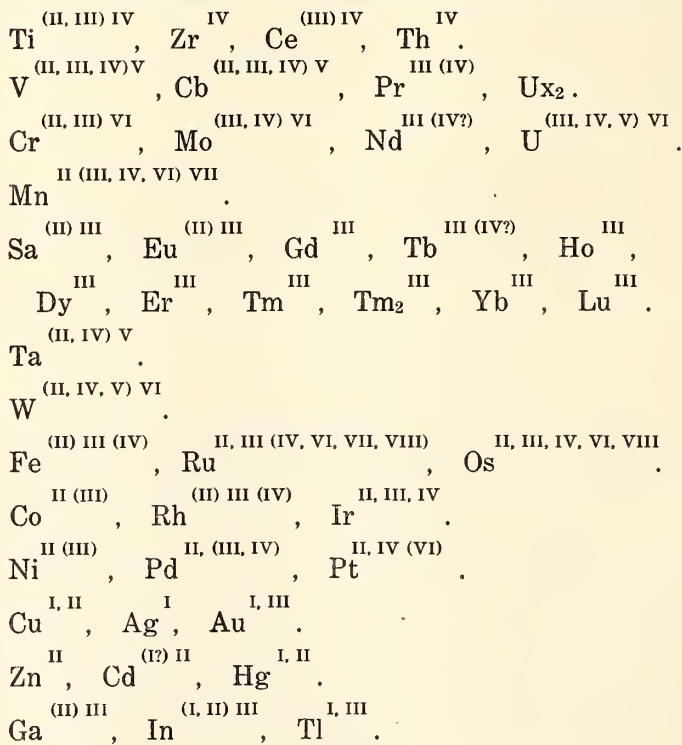 Ti (II, III) IV, Zr IV, Ce (III) IV, Th IV.
V (II, III, IV) V, Cb (II, III, IV) V, Pr III (IV), Ux₂.
Cr (II, III) VI, Mo (III, IV) VI, Nd III (IV?), U (III, IV, V) VI.
Mn II (III, IV, VI) VII.
Sa (II) III, Eu (II) III, Gd III, Tb III (IV?), Ho III,
Dy III, Er III, Tm III, Tm₂ III, Yb III, Lu III.
Ta (II, IV) V.
W (II, IV, V) VI.
Fe (II) III (IV), Ru II, III (IV, VI, VII, VIII), Os II, III, IV, VI, VIII.
Co II (III), Rh (II) III (IV), Ir II, III, IV.
Ni II (III), Pd II, (III, IV), Pt II, IV (VI).
Cu I, II, Ag I, Au I, III.
Zn II, Cd (I?) II, Hg I, II.
Ga (II) III, In (I, II) III, Tl I, III.